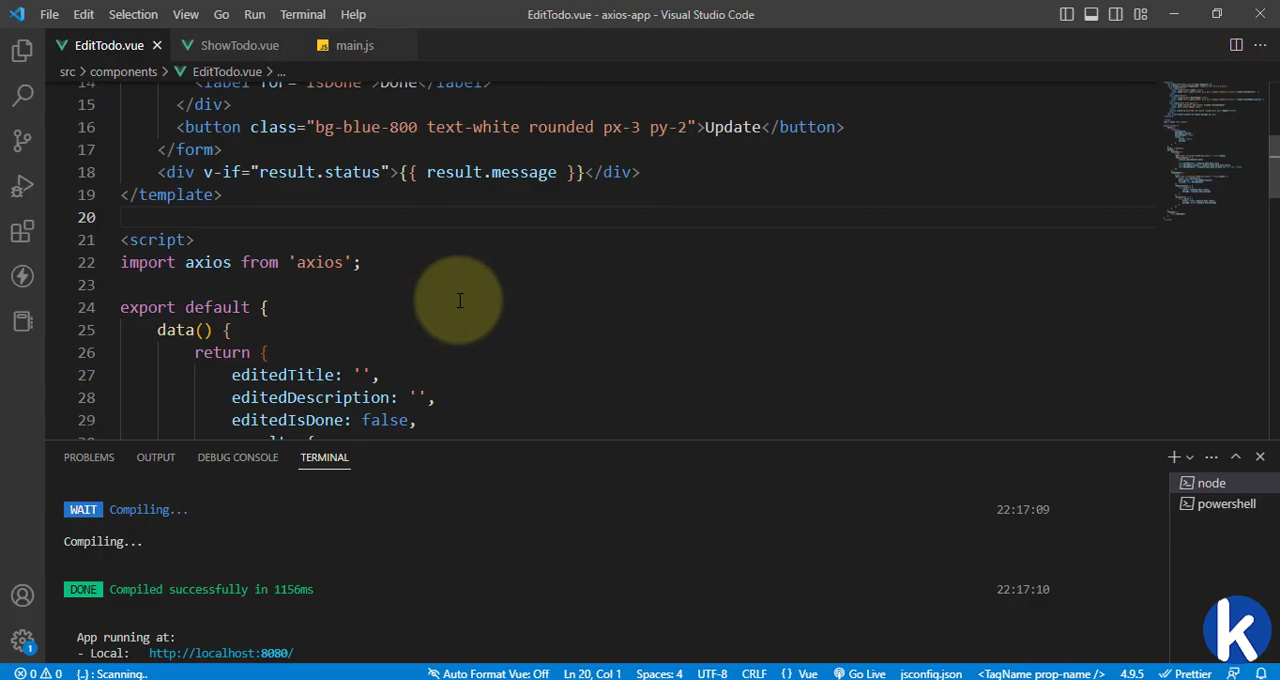 File Edit Selection View Go Run Terminal Help EditTodo.vue - axios-app - Visual Studio Code
EditTodo.vue ShowTodo.vue JS main.js
src > components > EditTodo.vue > ...
14 <label for="isDone">Done</label>
15 </div>
16 <button class="bg-blue-800 text-white rounded px-3 py-2">Update</button>
17 </form>
18 <div v-if="result.status">{{ result.message }}</div>
19 </template>
20
21 <script>
22 import axios from 'axios';
23
24 export default {
25 data() {
26 return {
27 editedTitle: '',
28 editedDescription: '',
29 editedIsDone: false,
PROBLEMS OUTPUT DEBUG CONSOLE TERMINAL
node
powershell
WAIT Compiling... 22:17:09
Compiling...
DONE Compiled successfully in 1156ms 22:17:10
App running at:
- Local: http://localhost:8080/
k
1
0 0 {..} : Scanning.. Auto Format Vue: Off Ln 20, Col 1 Spaces: 4 UTF-8 CRLF {} Vue Go Live jsconfig.json <TagName prop-name /> 4.9.5 Prettier